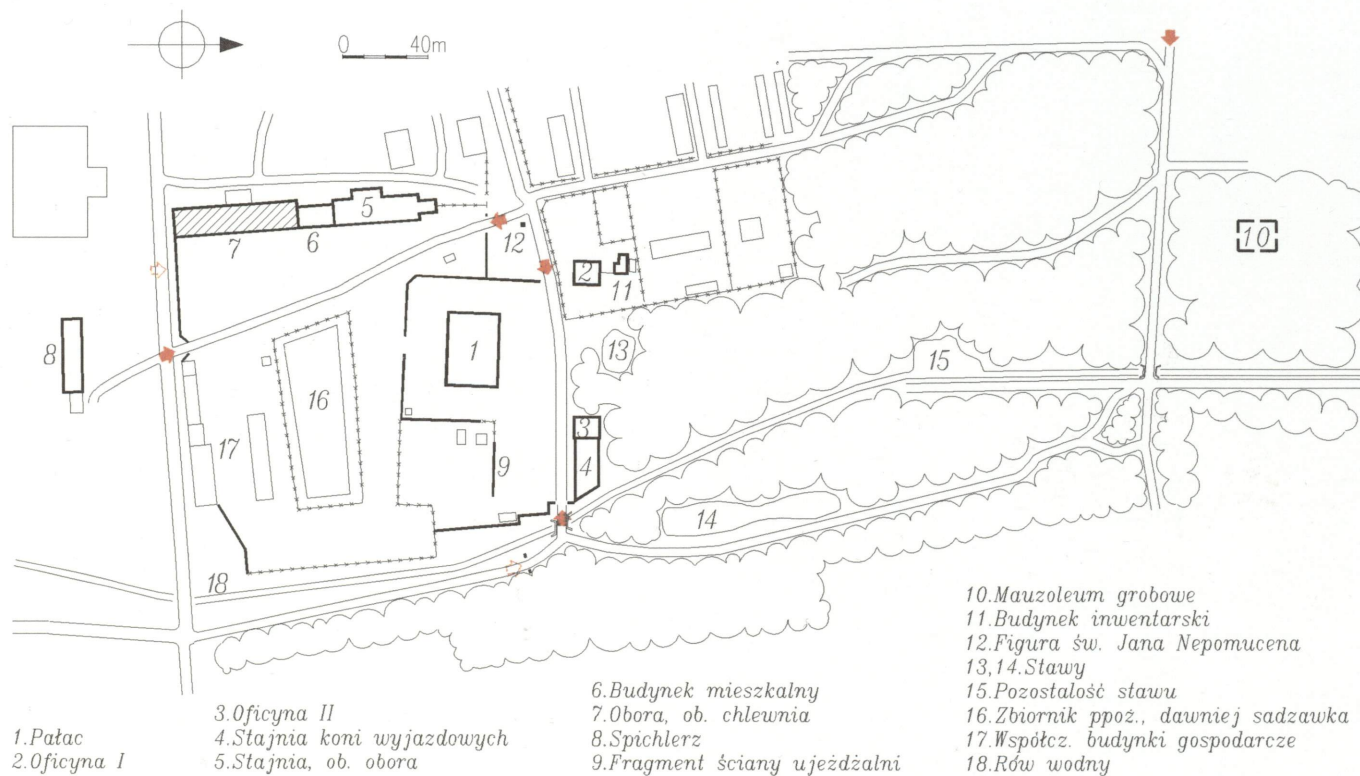 0 40m
5
7
6
12
2
11
10
8
1
13
15
16
3
17
9
4
14
18
1.Pałac
2.Oficyna I
3.Oficyna II
4.Stajnia koni wyjazdowych
5.Stajnia, ob. obora
6.Budynek mieszkalny
7.Obora, ob. chlewnia
8.Spichlerz
9.Fragment ściany ujeżdżalni
10.Mauzoleum grobowe
11.Budynek inwentarski
12.Figura św. Jana Nepomucena
13,14.Stawy
15.Pozostałość stawu
16.Zbiornik ppoż., dawniej sadzawka
17.Współcz. budynki gospodarcze
18.Rów wodny